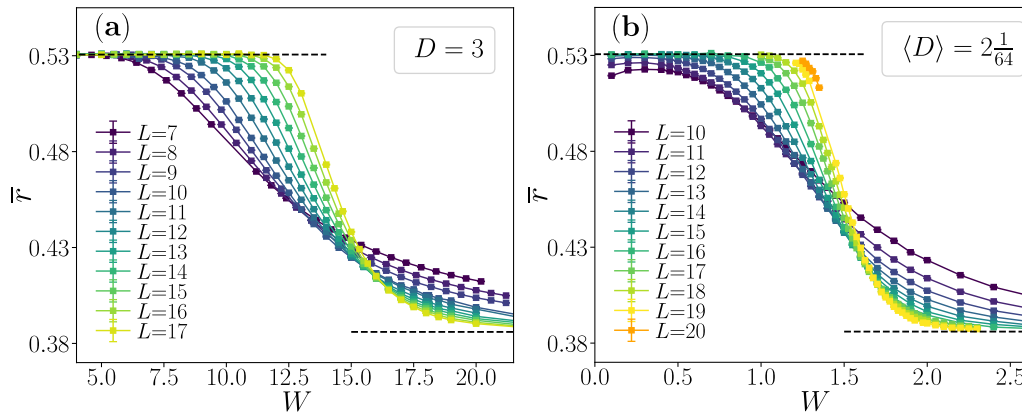 (a)
D = 3
0.53
0.48
0.43
0.38
r̅
L=7
L=8
L=9
L=10
L=11
L=12
L=13
L=14
L=15
L=16
L=17
5.0 7.5 10.0 12.5 15.0 17.5 20.0
W
(b)
⟨D⟩ = 2 1/64
0.53
0.48
0.43
0.38
r̅
L=10
L=11
L=12
L=13
L=14
L=15
L=16
L=17
L=18
L=19
L=20
0.0 0.5 1.0 1.5 2.0 2.5
W